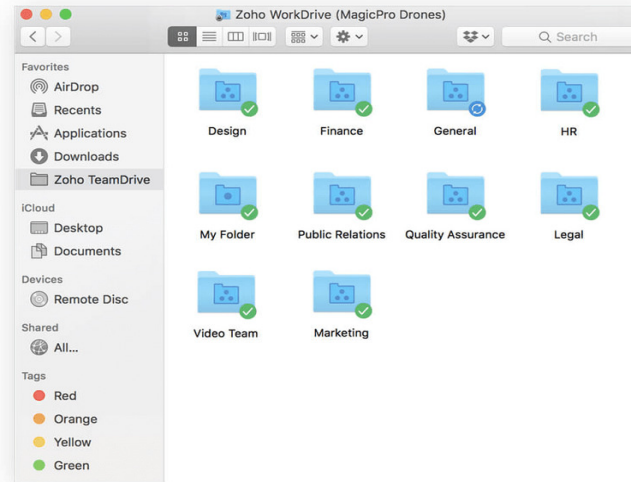 Zoho WorkDrive (MagicPro Drones)
Search
Favorites
AirDrop
Recents
Applications
Downloads
Zoho TeamDrive
iCloud
Desktop
Documents
Devices
Remote Disc
Shared
All...
Tags
Red
Orange
Yellow
Green
Design Finance General HR
My Folder Public Relations Quality Assurance Legal
Video Team Marketing